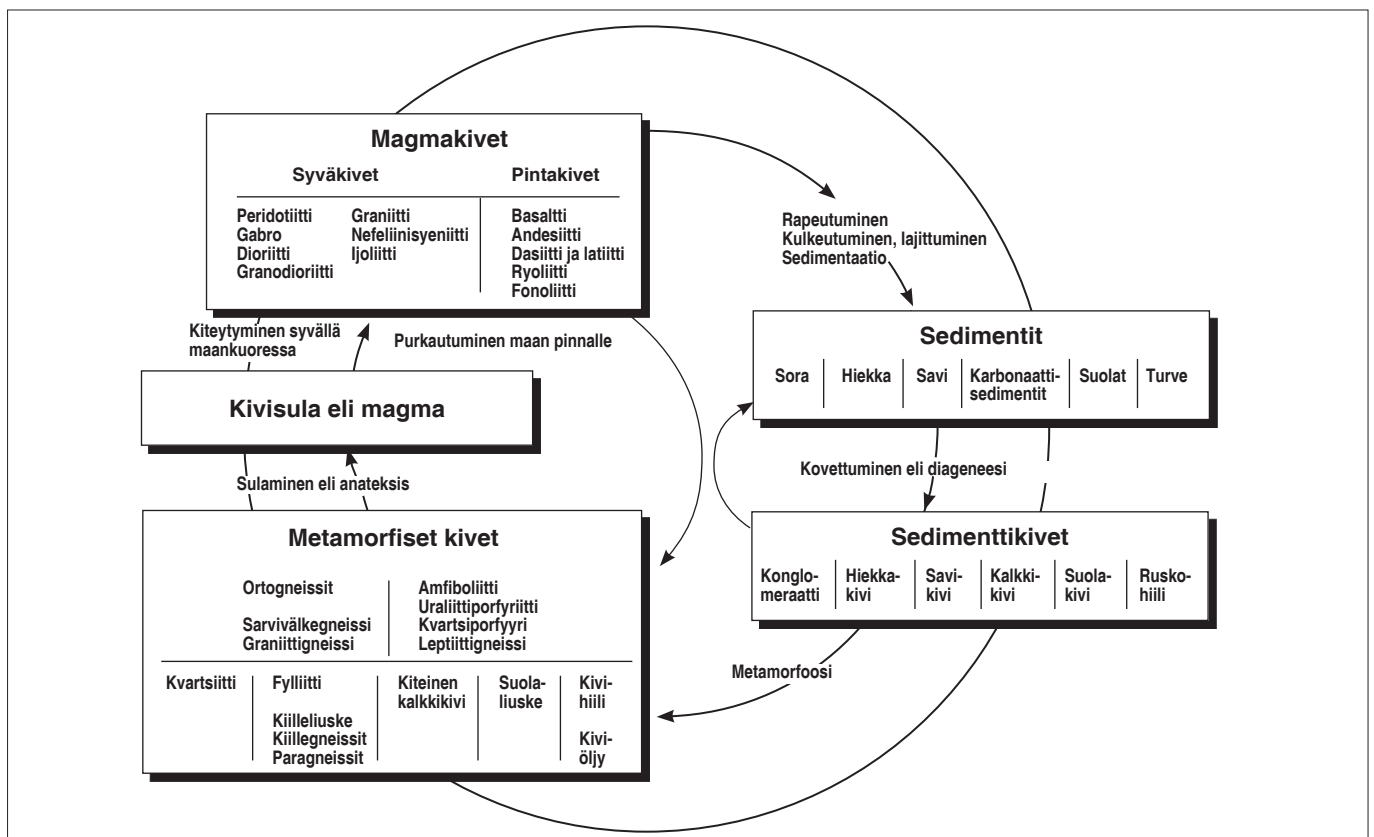 Magmakivet
Syväkivet
Pintakivet
Peridotiitti
Gabro
Dioriitti
Granodioriitti
Graniitti
Nefeliinisyeniitti
Ijoliitti
Basaltti
Andesiitti
Dasiitti ja latiitti
Ryoliitti
Fonoliitti
Rapeutuminen
Kulkeutuminen, lajittuminen
Sedimentaatio
Kiteytyminen syvällä
maankuoressa
Purkautuminen maan pinnalle
Sedimentit
Sora
Hiekka
Savi
Karbonaatti-
sedimentit
Suolat
Turve
Kivisula eli magma
Kovettuminen eli diageneesi
Sulaminen eli anateksis
Sedimenttikivet
Konglo-
meraatti
Hiekka-
kivi
Savi-
kivi
Kalkki-
kivi
Suola-
kivi
Rusko-
hiili
Metamorfiset kivet
Ortogneissit
Sarvivälkegneissi
Graniittigneissi
Amfiboliitti
Uraliittiporfyriitti
Kvartsiporfyyri
Leptiittigneissi
Metamorfoosi
Kvartsiitti
Fylliitti
Kiilleliuske
Kiillegneissit
Paragneissit
Kiteinen
kalkkikivi
Suola-
liuske
Kivi-
hiili
Kivi-
öljy